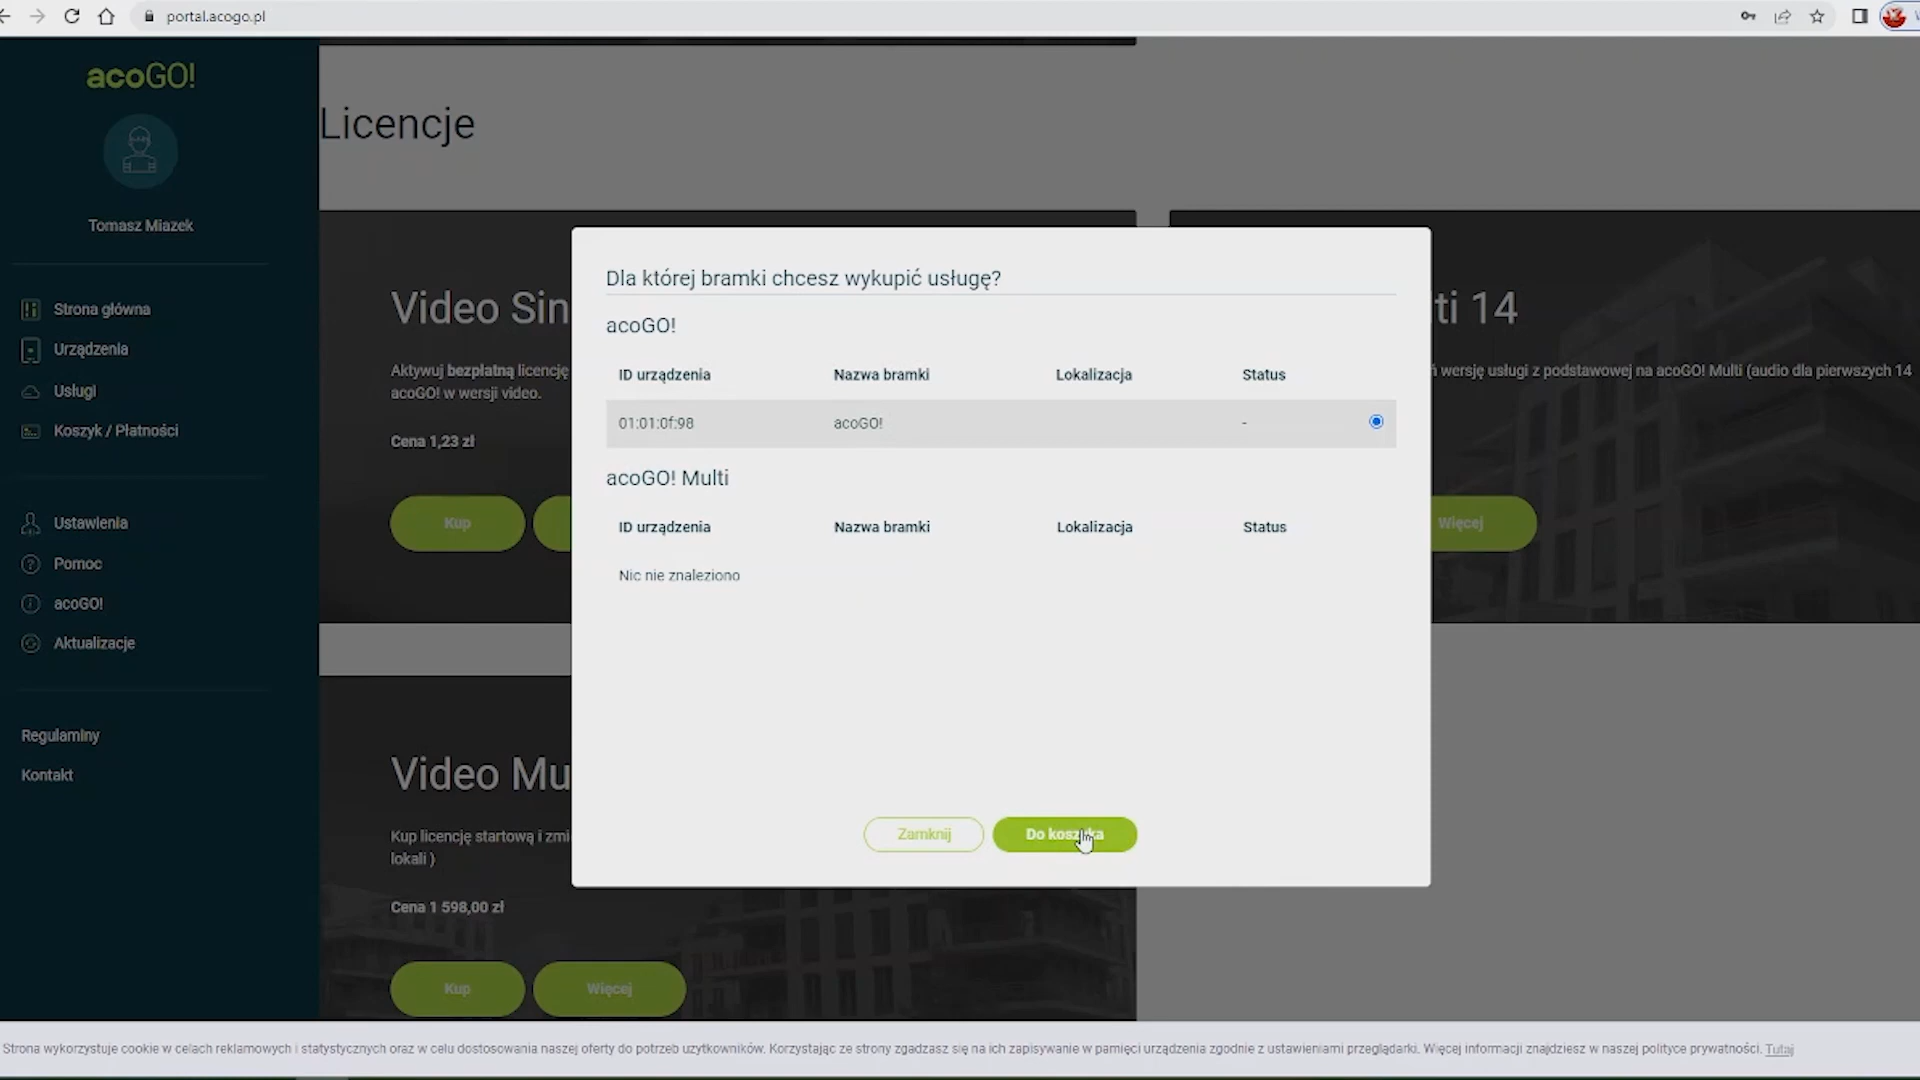 portal.acogo.pl
acoGO!
Tomasz Miazek
Strona główna
Urządzenia
Usługi
Koszyk / Płatności
Ustawienia
Pomoc
acoGO!
Aktualizacje
Regulaminy
Kontakt
Licencje
Video Sin
Aktywuj bezpłatną licencję
acoGO! w wersji video.
Cena 1,23 zł
Kup
ti 14
wersję usługi z podstawowej na acoGO! Multi (audio dla pierwszych 14
Więcej
Dla której bramki chcesz wykupić usługę?
acoGO!
ID urządzenia Nazwa bramki Lokalizacja Status
01:01:0f:98 acoGO! -
acoGO! Multi
ID urządzenia Nazwa bramki Lokalizacja Status
Nic nie znaleziono
Zamknij Do koszyka
Video Mu
Kup licencję startową i zmi
lokali )
Cena 1 598,00 zł
Kup Więcej
Strona wykorzystuje cookie w celach reklamowych i statystycznych oraz w celu dostosowania naszej oferty do potrzeb użytkowników. Korzystając ze strony zgadzasz się na ich zapisywanie w pamięci urządzenia zgodnie z ustawieniami przeglądarki. Więcej informacji znajdziesz w naszej polityce prywatności. Tutaj